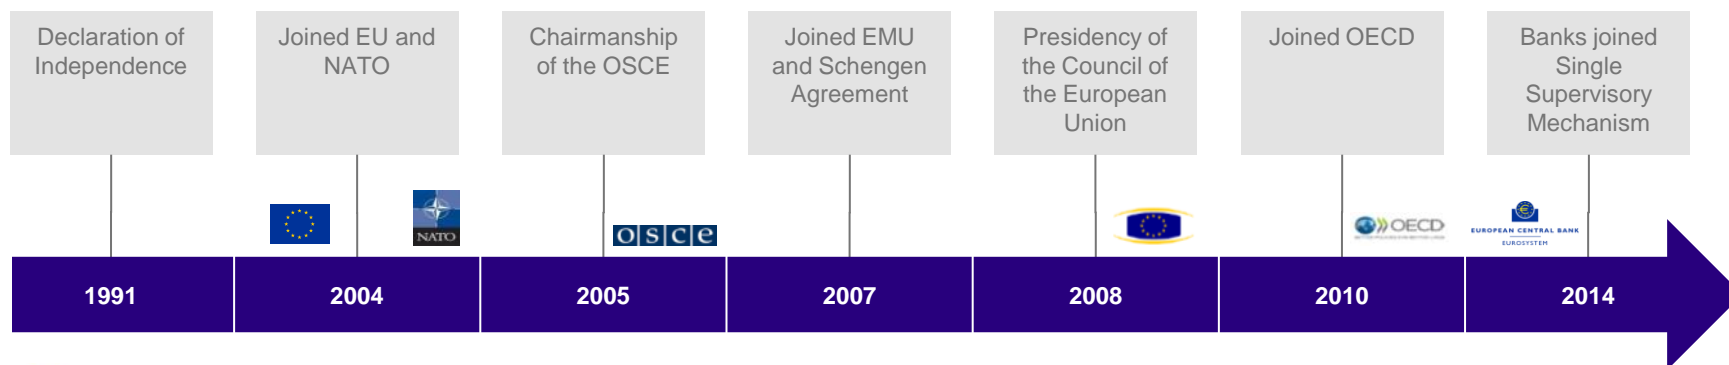 Declaration of
Independence
Joined EU and
NATO
Chairmanship
of the OSCE
Joined EMU
and Schengen
Agreement
Presidency of
the Council of
the European
Union
Joined OECD
Banks joined
Single
Supervisory
Mechanism
NATO
osce
OECD
EUROPEAN CENTRAL BANK
EUROSYSTEM
1991
2004
2005
2007
2008
2010
2014